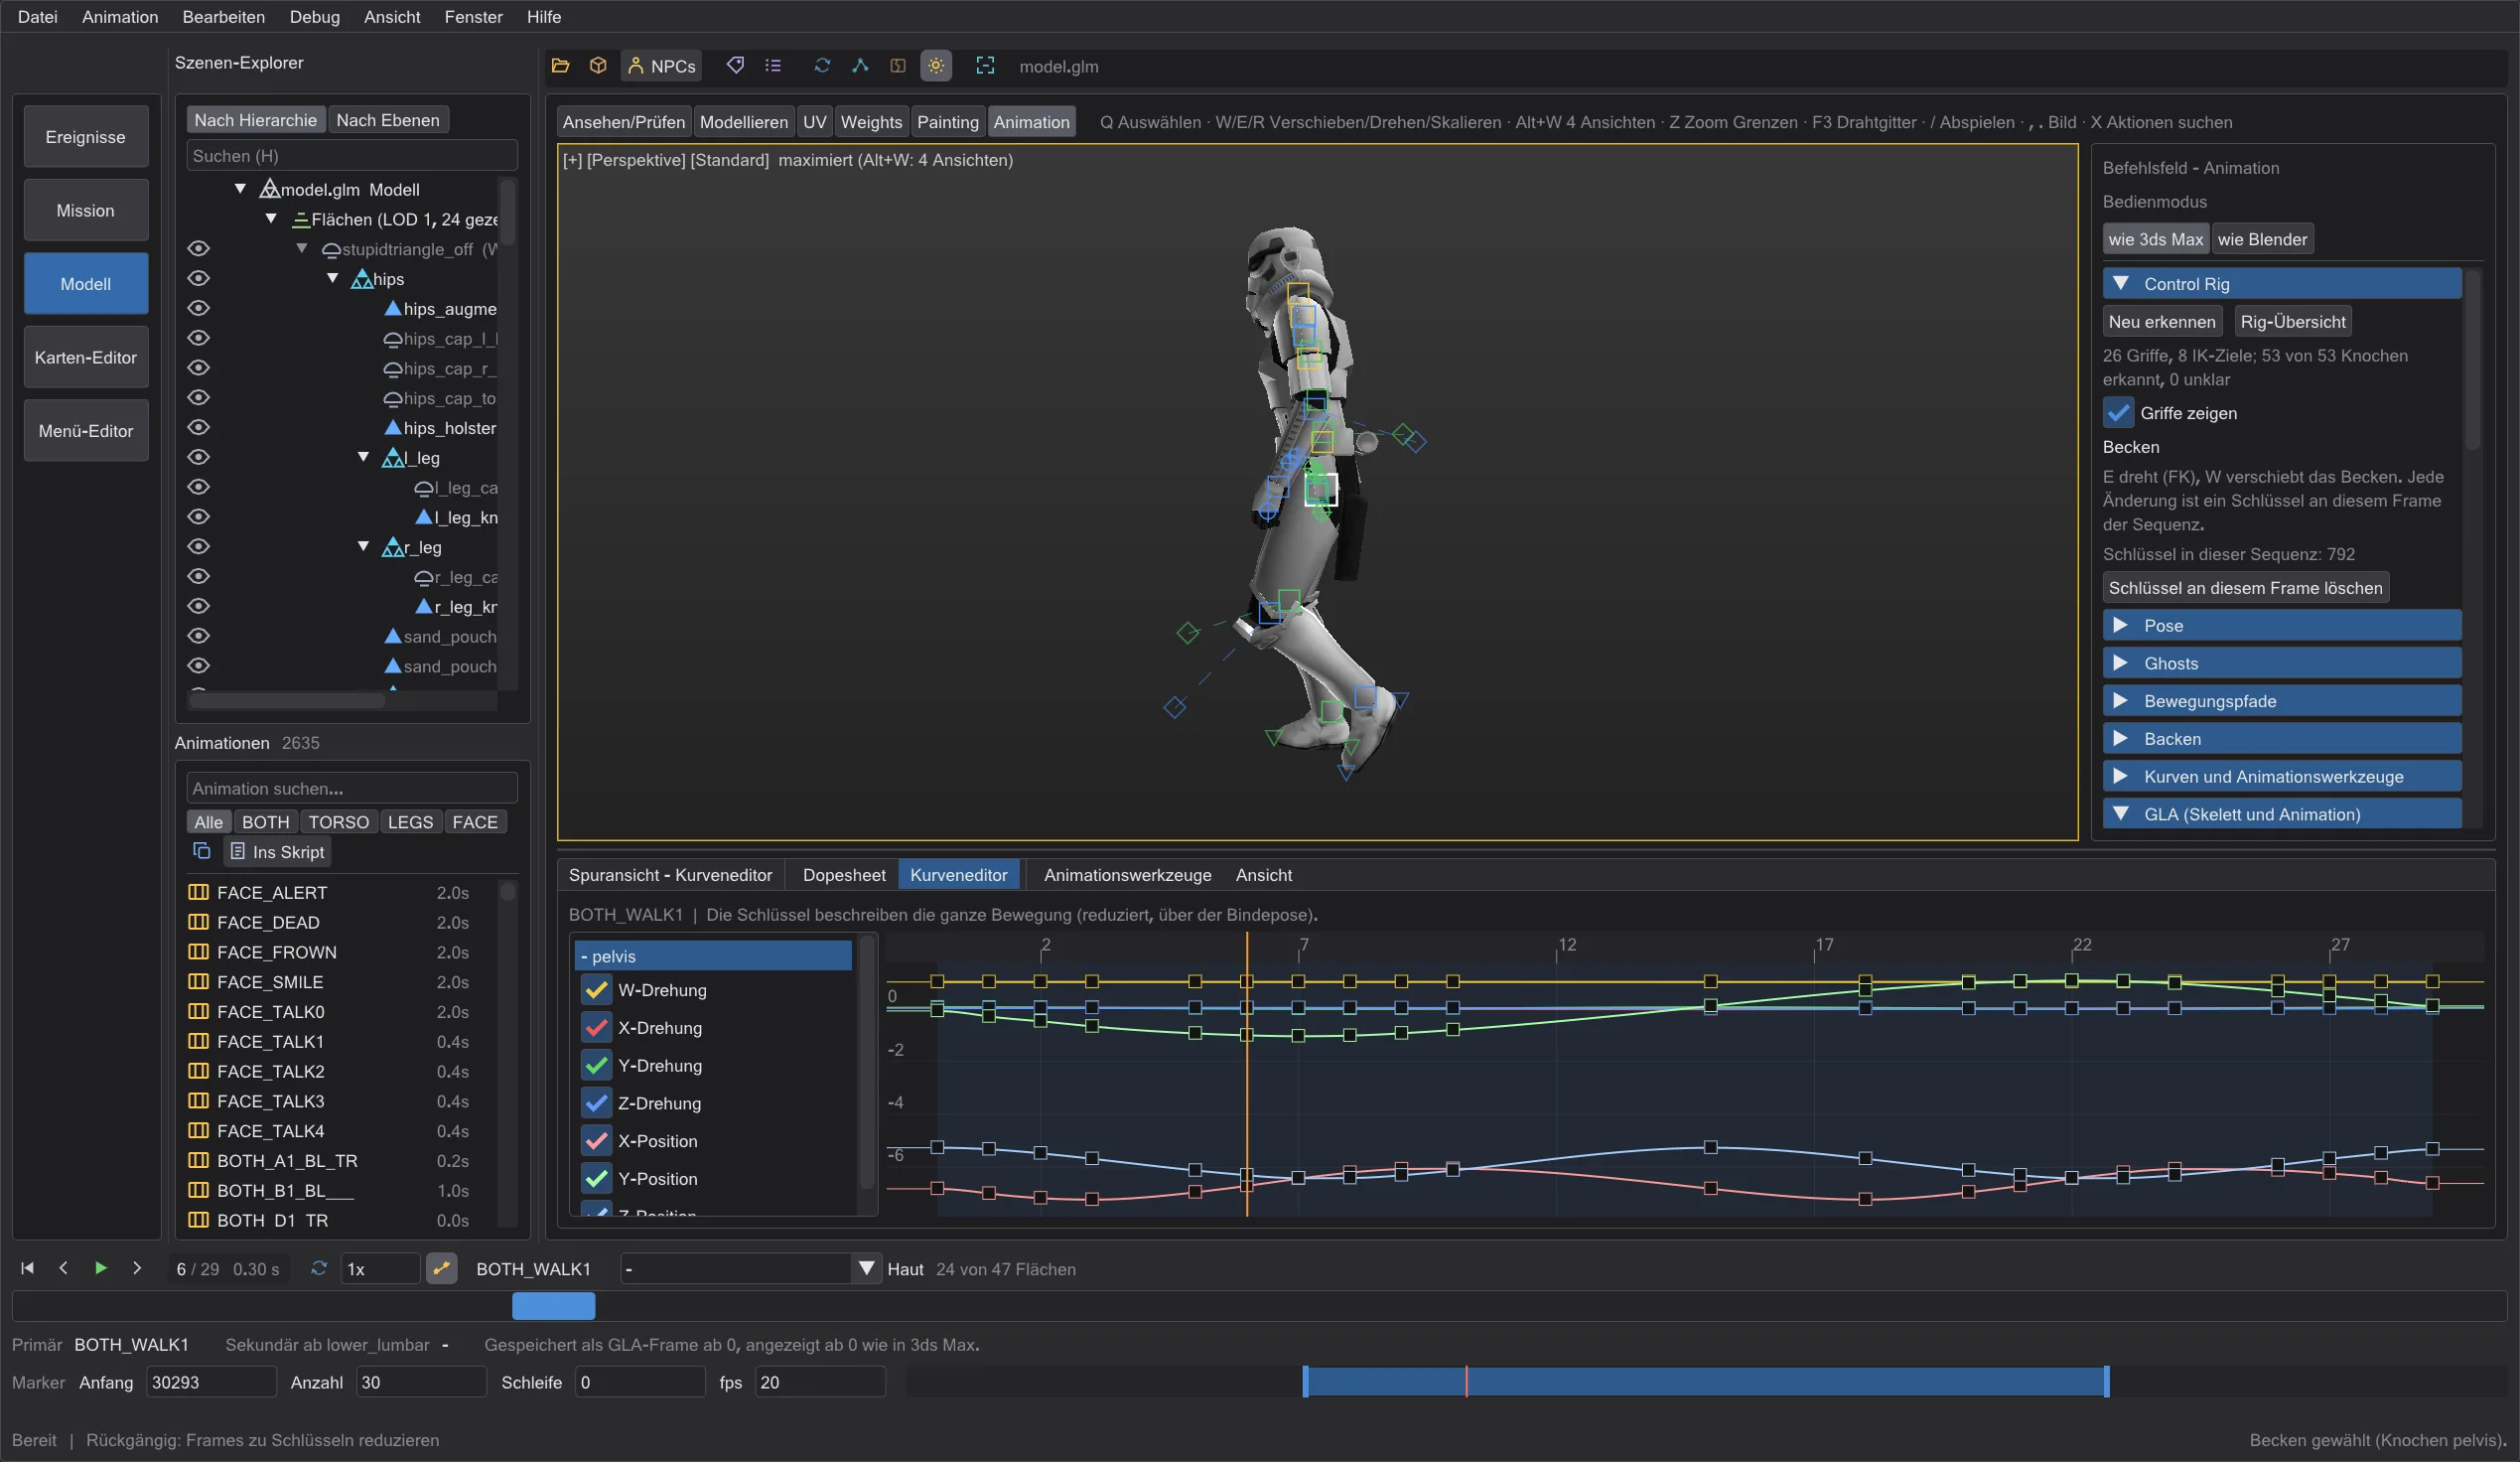 Datei Animation Bearbeiten Debug Ansicht Fenster Hilfe
Szenen-Explorer
NPCs
model.glm
Ereignisse
Mission
Modell
Karten-Editor
Menü-Editor
Nach Hierarchie Nach Ebenen
Suchen (H)
model.glm Modell
Flächen (LOD 1, 24 geze
stupidtriangle_off (W
hips
hips_augme
hips_cap_l_l
hips_cap_r_
hips_cap_to
hips_holster
l_leg
l_leg_ca
l_leg_kn
r_leg
r_leg_ca
r_leg_kn
sand_pouch
sand_pouch
Animationen 2635
Animation suchen...
Alle BOTH TORSO LEGS FACE
Ins Skript
FACE_ALERT 2.0s
FACE_DEAD 2.0s
FACE_FROWN 2.0s
FACE_SMILE 2.0s
FACE_TALK0 2.0s
FACE_TALK1 0.4s
FACE_TALK2 0.4s
FACE_TALK3 0.4s
FACE_TALK4 0.4s
BOTH_A1_BL_TR 0.2s
BOTH_B1_BL___ 1.0s
BOTH_D1_TR 0.0s
Ansehen/Prüfen Modellieren UV Weights Painting Animation Q Auswählen · W/E/R Verschieben/Drehen/Skalieren · Alt+W 4 Ansichten · Z Zoom Grenzen · F3 Drahtgitter · / Abspielen · , . Bild · X Aktionen suchen
[+] [Perspektive] [Standard] maximiert (Alt+W: 4 Ansichten)
Befehlsfeld - Animation
Bedienmodus
wie 3ds Max wie Blender
Control Rig
Neu erkennen Rig-Übersicht
26 Griffe, 8 IK-Ziele; 53 von 53 Knochen
erkannt, 0 unklar
Griffe zeigen
Becken
E dreht (FK), W verschiebt das Becken. Jede
Änderung ist ein Schlüssel an diesem Frame
der Sequenz.
Schlüssel in dieser Sequenz: 792
Schlüssel an diesem Frame löschen
Pose
Ghosts
Bewegungspfade
Backen
Kurven und Animationswerkzeuge
GLA (Skelett und Animation)
Spuransicht - Kurveneditor Dopesheet Kurveneditor Animationswerkzeuge Ansicht
BOTH_WALK1 | Die Schlüssel beschreiben die ganze Bewegung (reduziert, über der Bindepose).
- pelvis
W-Drehung
X-Drehung
Y-Drehung
Z-Drehung
X-Position
Y-Position
Z-Position
2 7 12 17 22 27
0
-2
-4
-6
6 / 29 0.30 s 1x BOTH_WALK1 - Haut 24 von 47 Flächen
Primär BOTH_WALK1 Sekundär ab lower_lumbar - Gespeichert als GLA-Frame ab 0, angezeigt ab 0 wie in 3ds Max.
Marker Anfang 30293 Anzahl 30 Schleife 0 fps 20
Bereit | Rückgängig: Frames zu Schlüsseln reduzieren
Becken gewählt (Knochen pelvis).